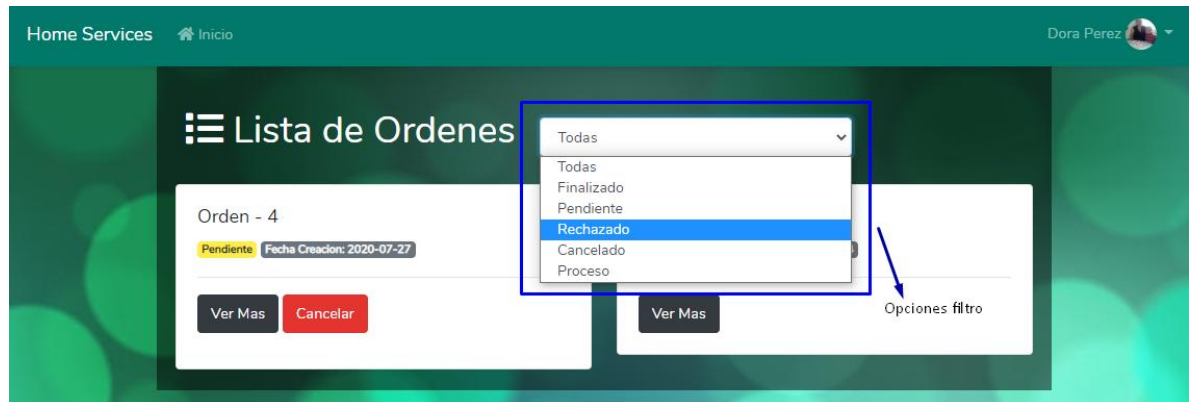 Home Services Inicio Dora Perez
Lista de Ordenes Todas
Todas
Finalizado
Pendiente
Rechazado
Cancelado
Proceso
Orden - 4
Pendiente Fecha Creacion: 2020-07-27
Ver Mas Cancelar
Ver Mas
Opciones filtro